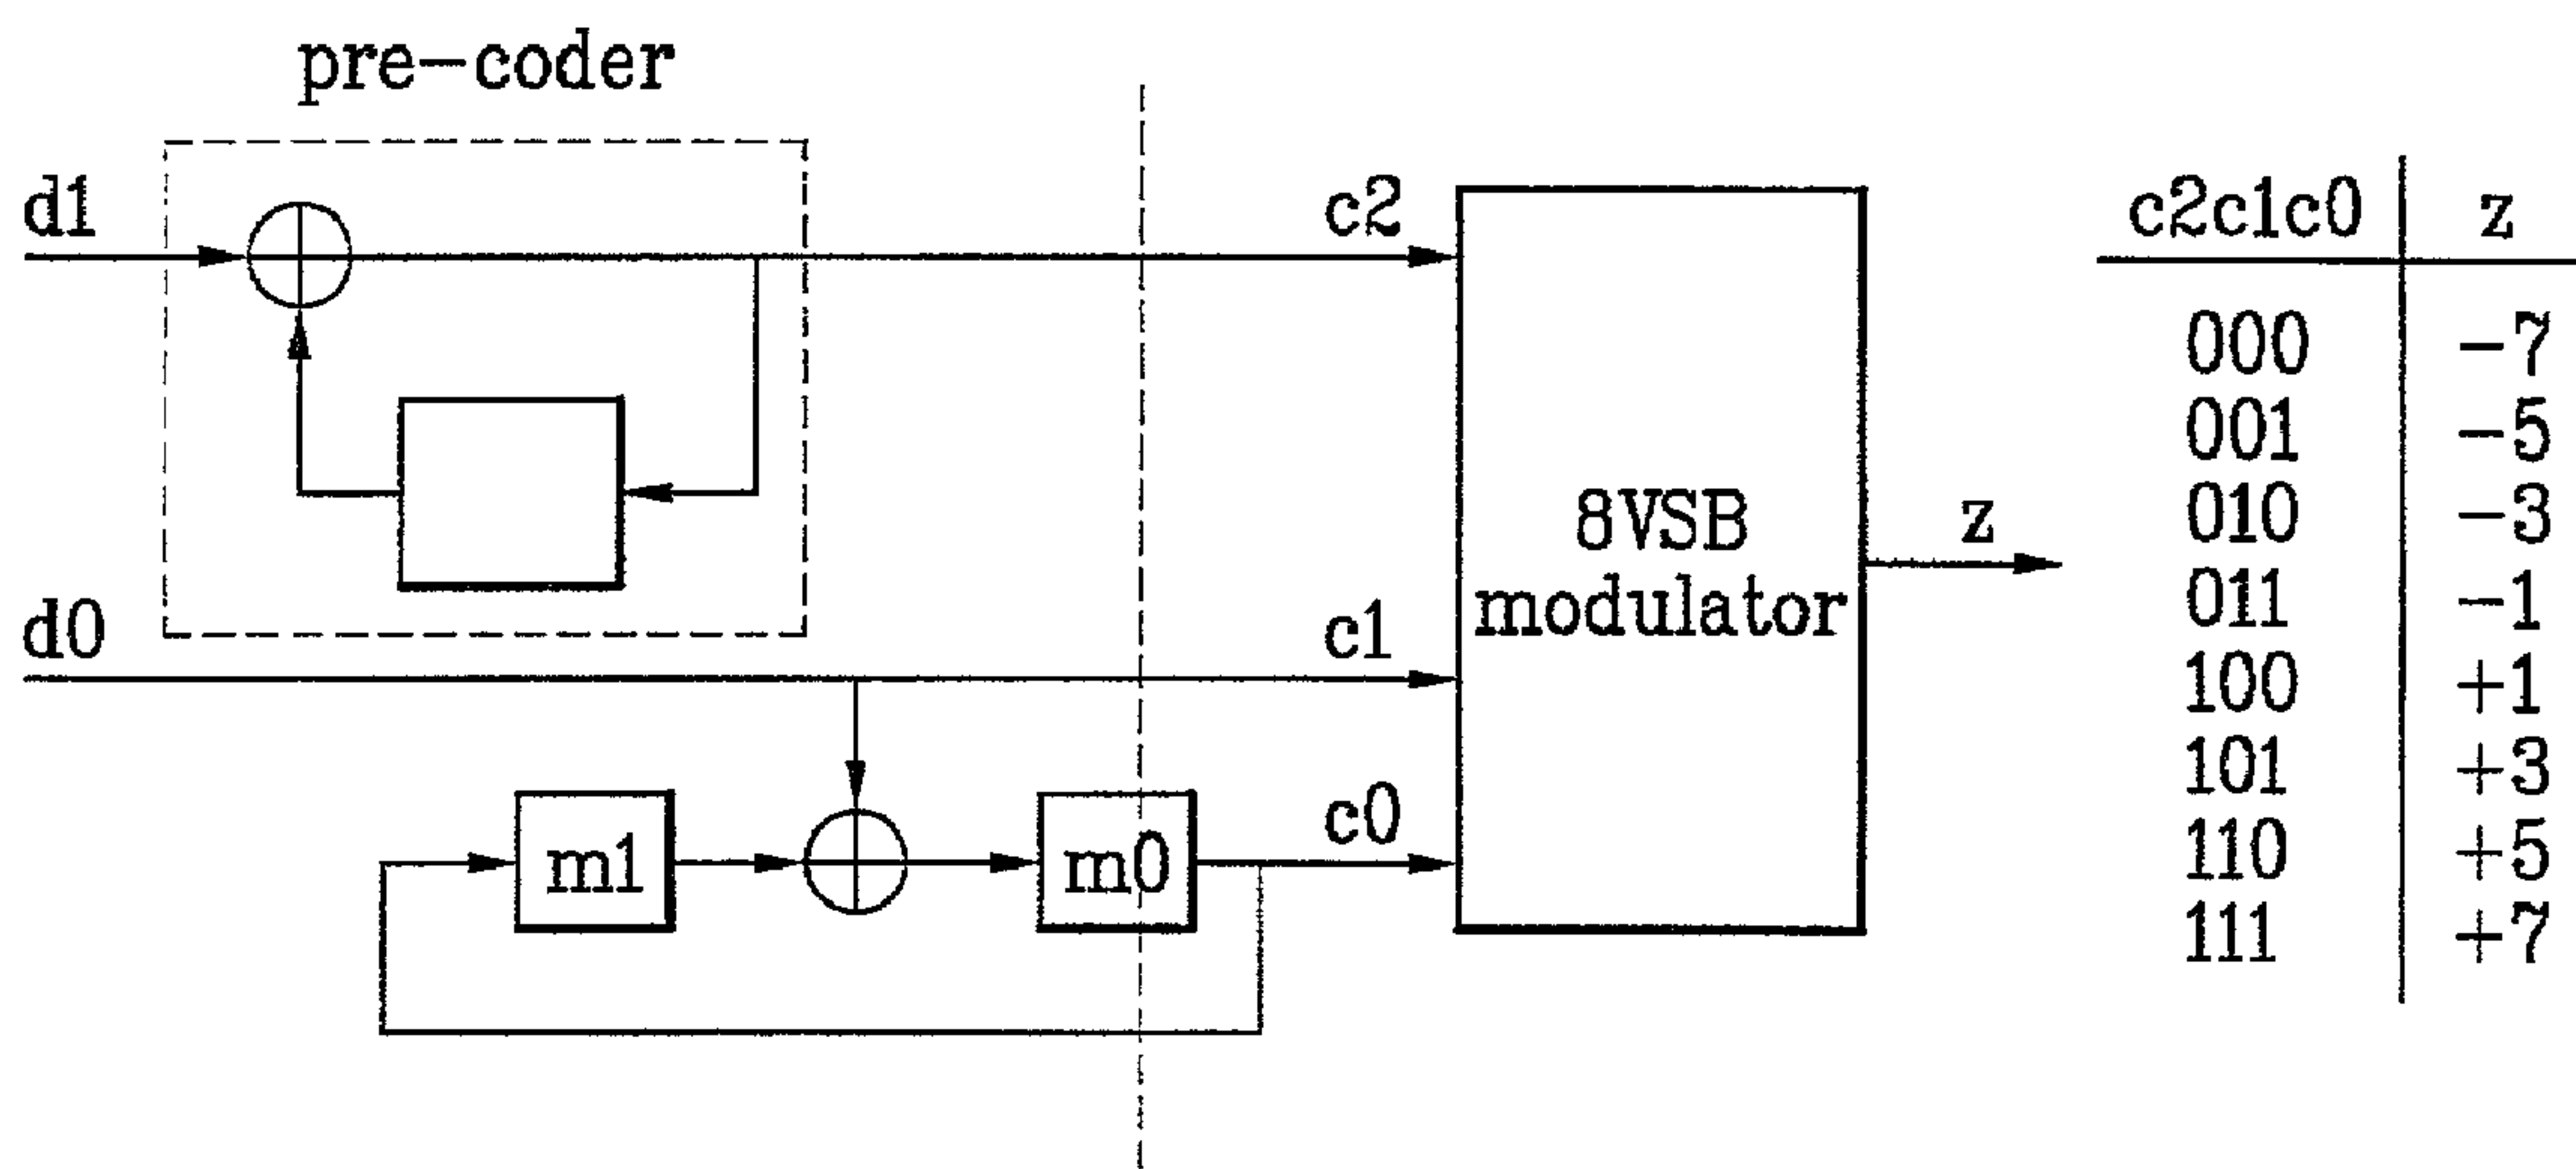 pre-coder
d1
c2
c2c1c0 z
000 -7
001 -5
010 -3
011 -1
100 +1
101 +3
110 +5
111 +7
8VSB
modulator
z
d0
c1
m1
m0
c0